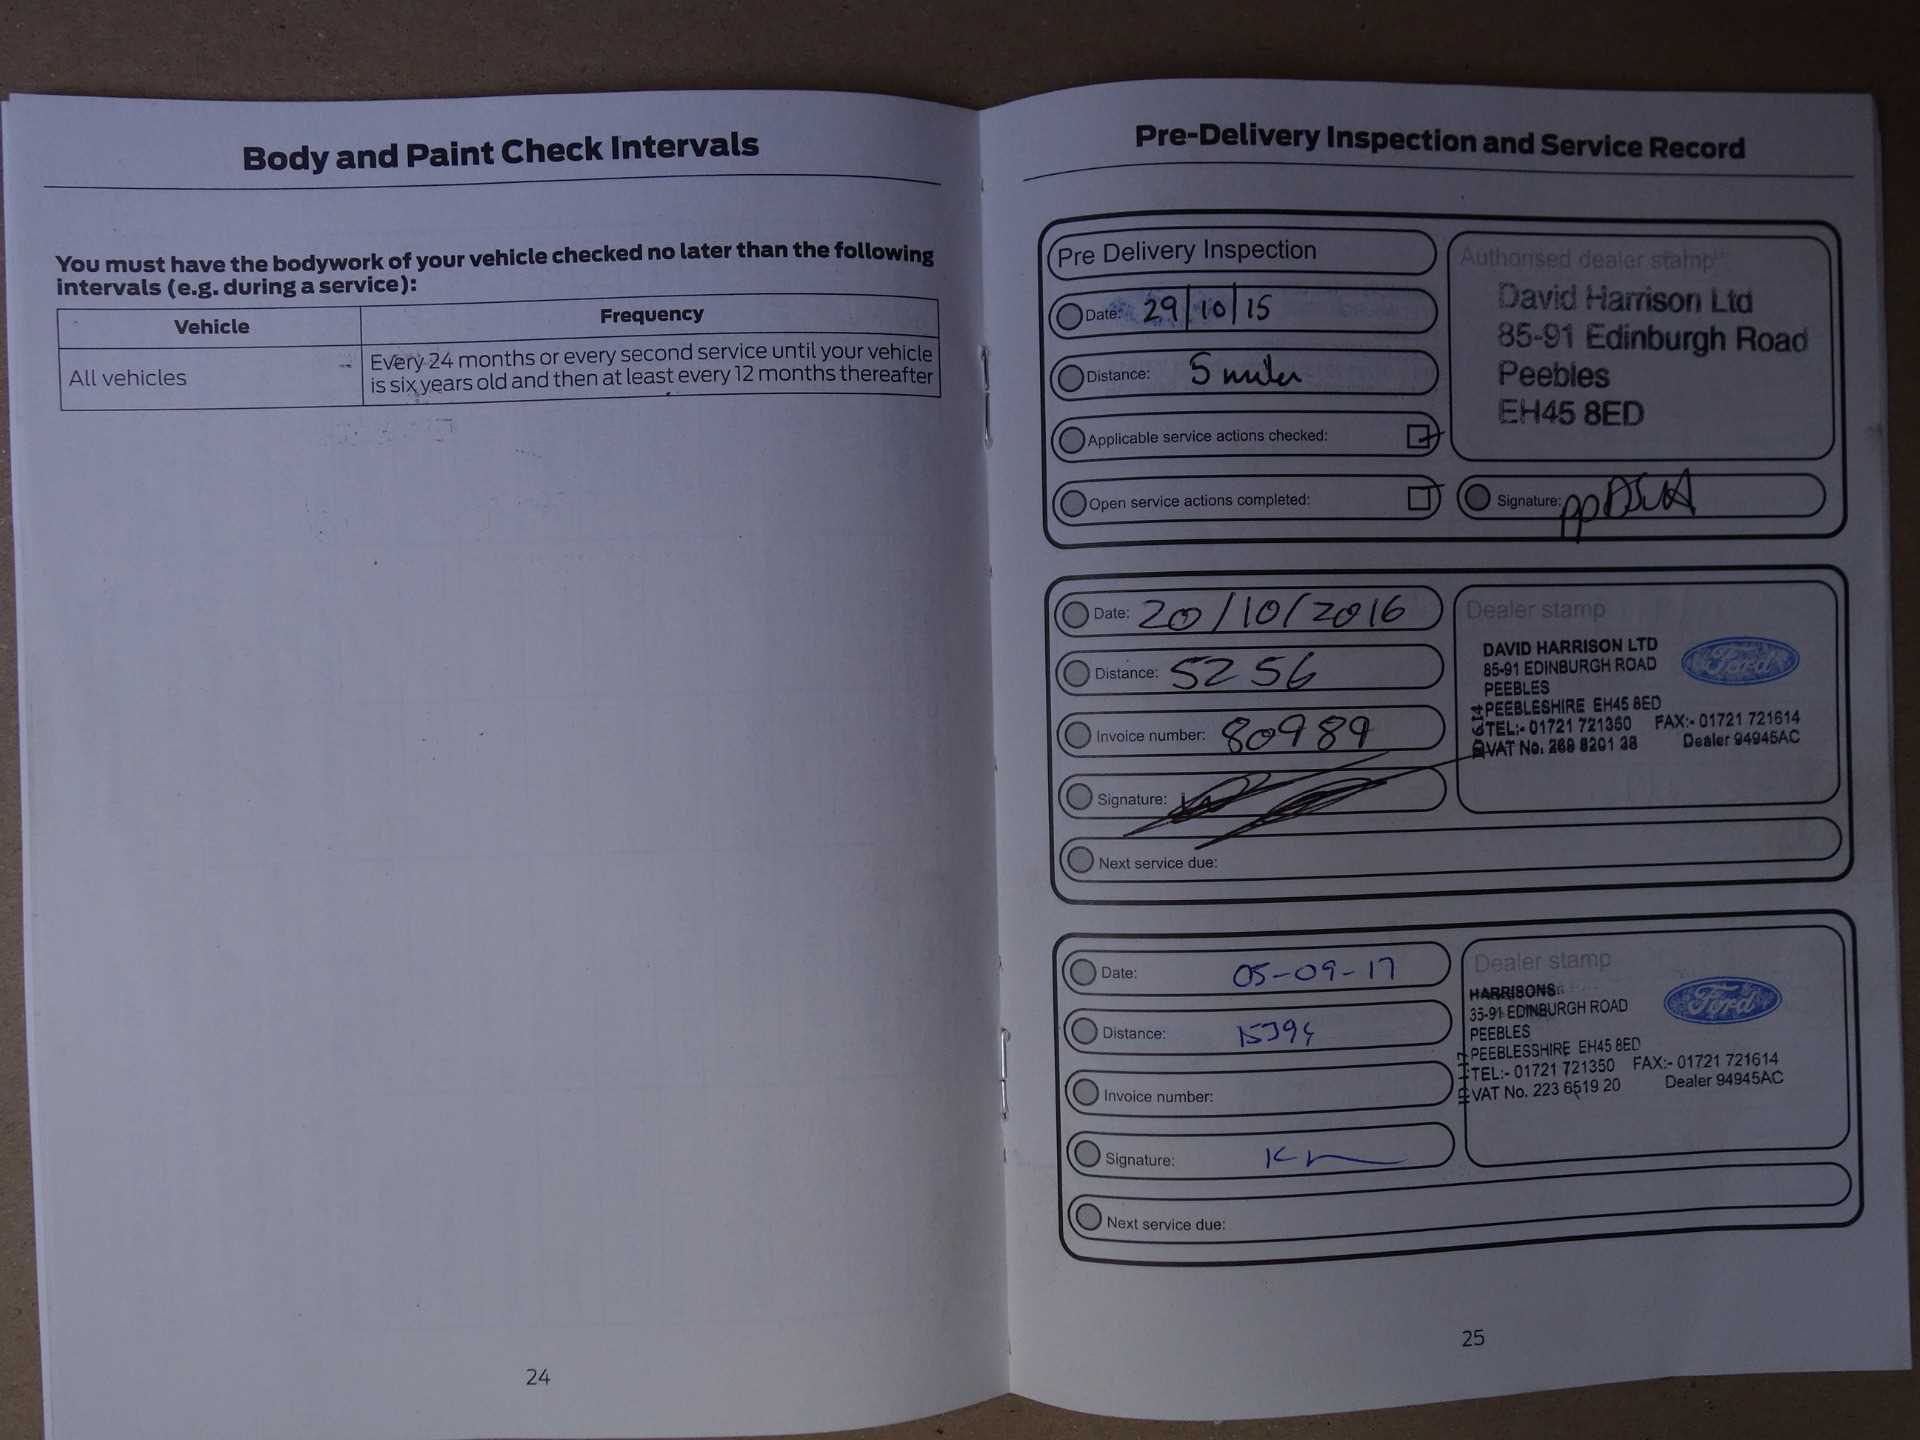 Body and Paint Check Intervals
You must have the bodywork of your vehicle checked no later than the following
intervals (e.g. during a service):
Vehicle
Frequency
All vehicles
Every 24 months or every second service until your vehicle
is six years old and then at least every 12 months thereafter
24
Pre-Delivery Inspection and Service Record
Pre Delivery Inspection
Date: 29/10/15
Distance: 5 miles
Applicable service actions checked:
Open service actions completed:
Authorised dealer stamp
David Harrison Ltd
85-91 Edinburgh Road
Peebles
EH45 8ED
Signature:
Date: 20/10/2016
Distance: 5256
Invoice number: 80989
Signature:
Next service due:
Dealer stamp
DAVID HARRISON LTD
85-91 EDINBURGH ROAD
PEEBLES
PEEBLESHIRE EH45 8ED
TEL:- 01721 721350 FAX:- 01721 721614
VAT No. 269 8201 38 Dealer 94945AC
Ford
Date: 05-09-17
Distance:
Invoice number:
Signature:
Next service due:
Dealer stamp
HARRISONS
35-91 EDINBURGH ROAD
PEEBLES
PEEBLESSHIRE EH45 8ED
TEL:- 01721 721350 FAX:- 01721 721614
VAT No. 223 6519 20 Dealer 94945AC
Ford
25